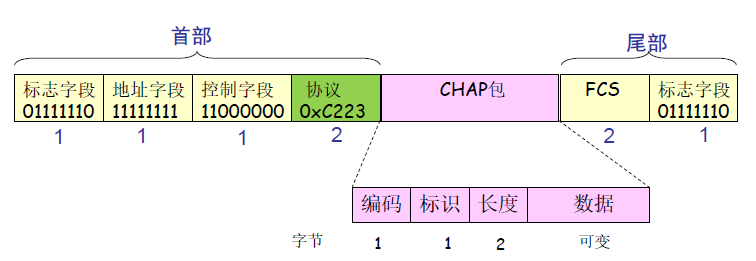 首部
尾部
标志字段 地址字段 控制字段 协议 CHAP包 FCS 标志字段
01111110 11111111 11000000 0xC223 01111110
1 1 1 2 2 1
编码 标识 长度 数据
字节 1 1 2 可变